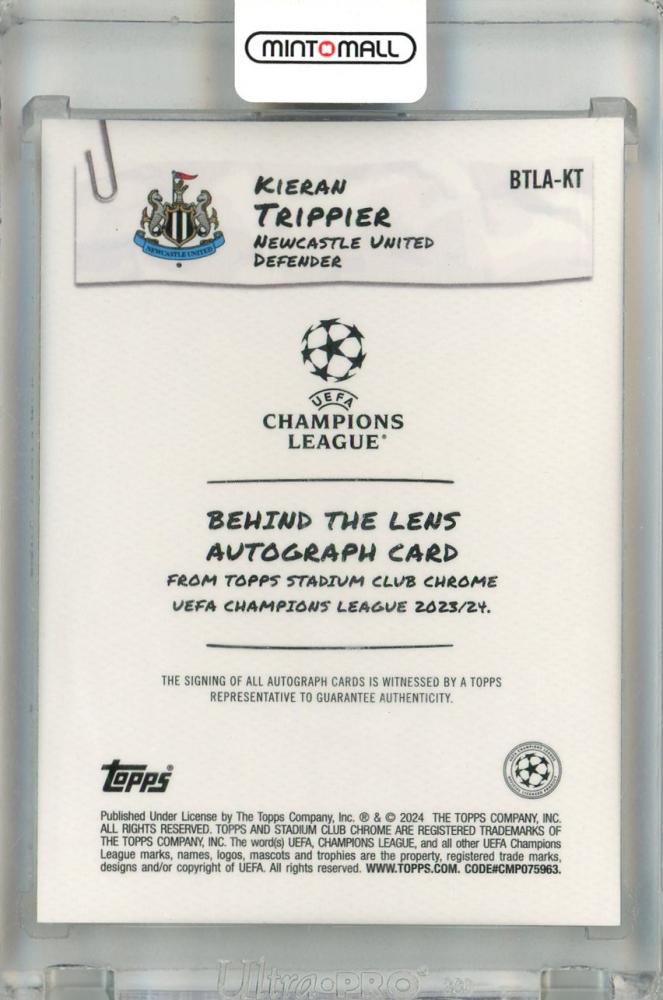 MINTMALL
BTLA-KT
KIERAN
TRIPPIER
NEWCASTLE UNITED
DEFENDER
NEWCASTLE UNITED
UEFA
CHAMPIONS
LEAGUE®
BEHIND THE LENS
AUTOGRAPH CARD
FROM TOPPS STADIUM CLUB CHROME
UEFA CHAMPIONS LEAGUE 2023/24.
THE SIGNING OF ALL AUTOGRAPH CARDS IS WITNESSED BY A TOPPS
REPRESENTATIVE TO GUARANTEE AUTHENTICITY.
topps®
Published Under License by The Topps Company, Inc. ® & © 2024 THE TOPPS COMPANY, INC.
ALL RIGHTS RESERVED. TOPPS AND STADIUM CLUB CHROME ARE REGISTERED TRADEMARKS OF
THE TOPPS COMPANY, INC. The word(s) UEFA, CHAMPIONS LEAGUE, and all other UEFA Champions
League marks, names, logos, mascots and trophies are the property, registered trade marks,
designs and/or copyright of UEFA. All rights reserved. WWW.TOPPS.COM. CODE#CMP075963.
Ultra•PRO®